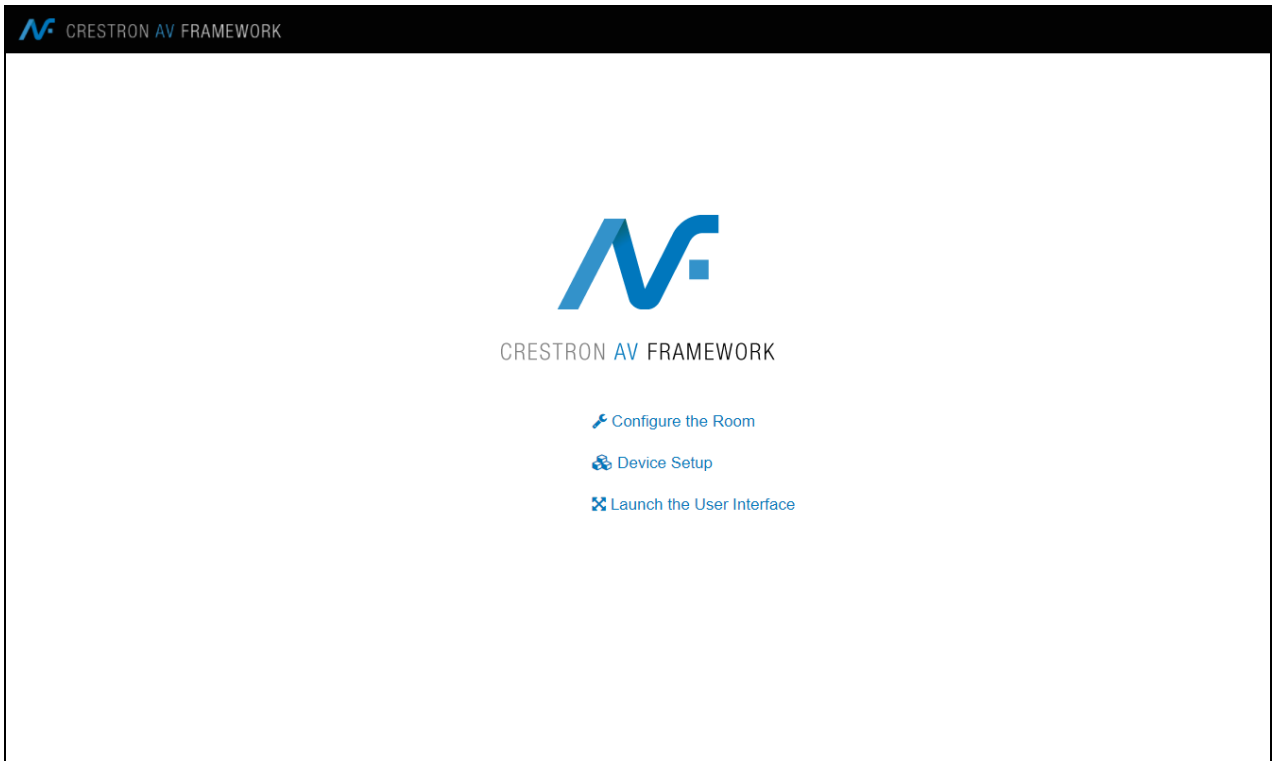 CRESTRON AV FRAMEWORK
CRESTRON AV FRAMEWORK
Configure the Room
Device Setup
Launch the User Interface